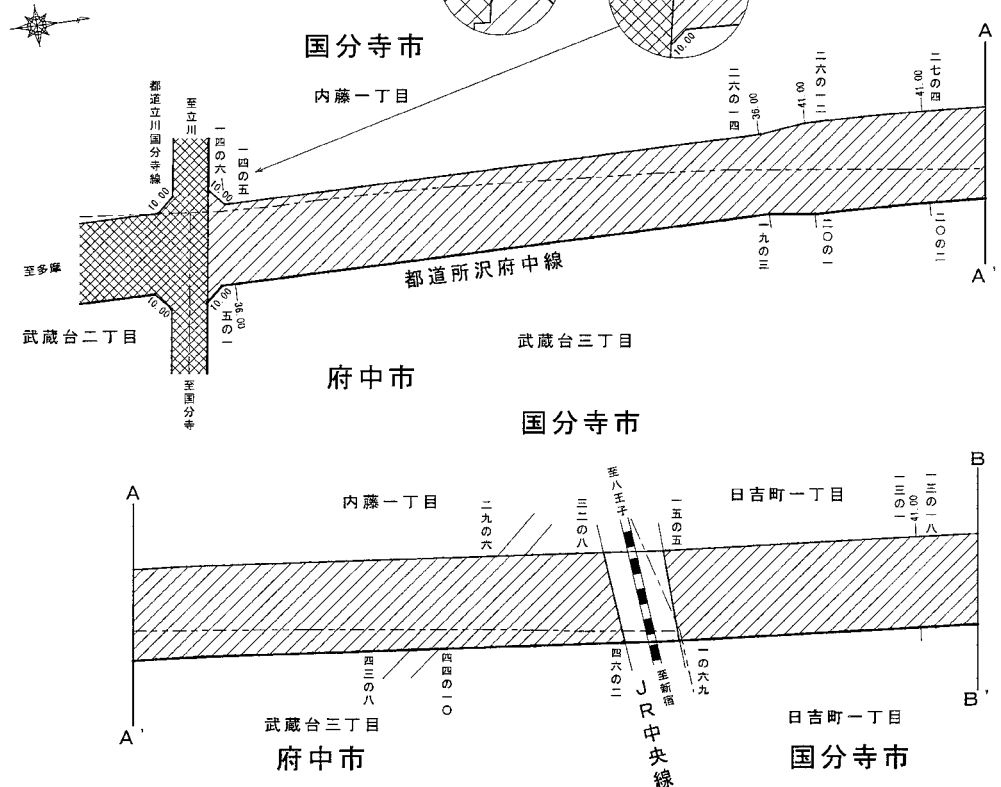 国分寺市
10.00
A
内藤一丁目
都道立川国分寺線
至立川
一四の六
一四の五
10.00
10.00
二六の一四
36.00
41.00
二六の一二
41.00
二七の四
至多摩
10.00
10.00
36.00
五の一
都道所沢府中線
一九の三
二〇の一
二〇の二
A'
武蔵台二丁目
武蔵台三丁目
府中市
至国分寺
国分寺市
A
内藤一丁目
二九の六
三二の八
至八王子
一五の五
日吉町一丁目
一三の一
41.00
一三の一八
B
四三の八
四四の一〇
四六の二
至新宿
一の六九
JR中央線
武蔵台三丁目
府中市
日吉町一丁目
国分寺市
A'
B'